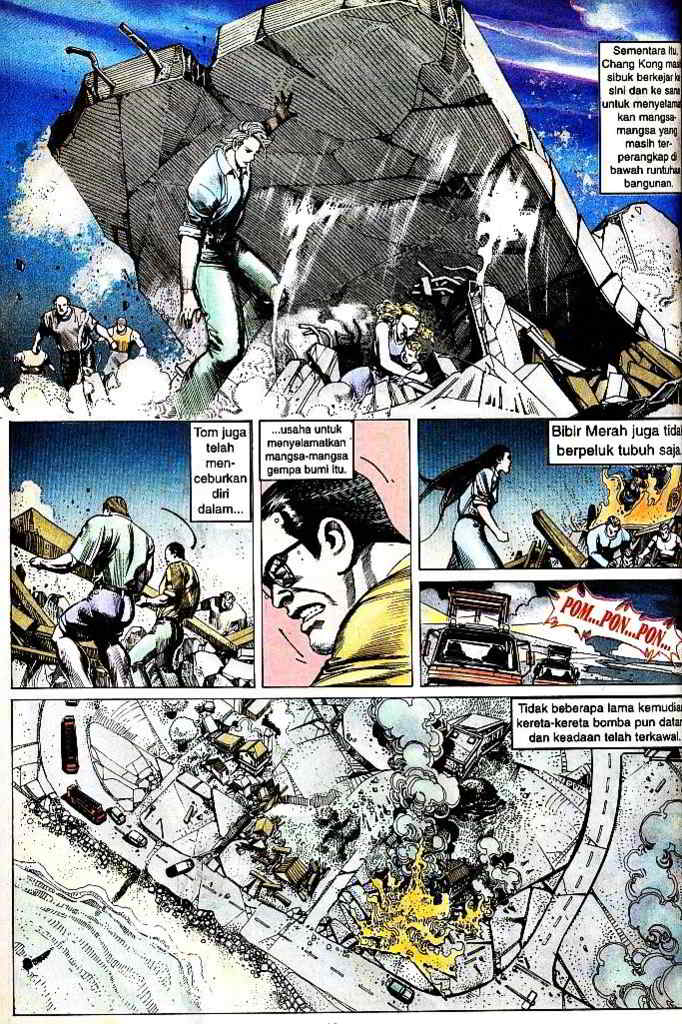 Sementara itu,
Chang Kong
sibuk berkejar ke
sini dan ke sana
untuk menyelamat
kan mangsa-
mangsa yang
masih ter-
perangkap di
bawah runtuhan
bangunan.
Tom juga
telah
men-
ceburkan
diri
dalam...
...usaha untuk
menyelamatkan
mangsa-mangsa
gempa bumi itu.
Bibir Merah juga tidak
berpeluk tubuh saja.
POM...PON...PON...
Tidak beberapa lama kemudian
kereta-kereta bomba pun datang
dan keadaan telah terkawal.